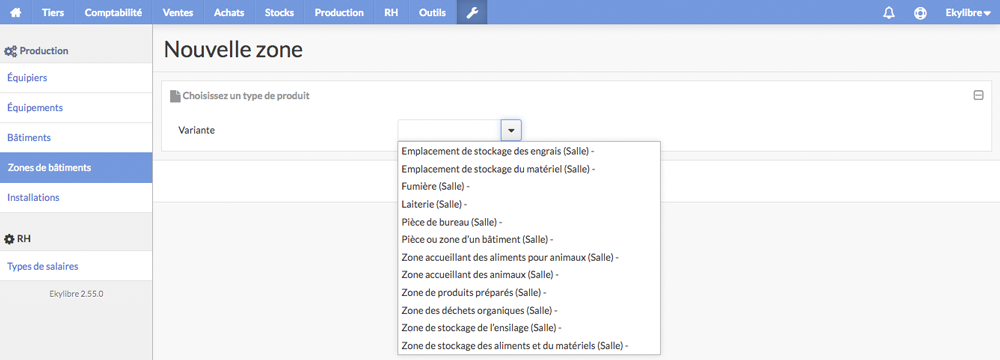 Tiers Comptabilité Ventes Achats Stocks Production RH Outils Ekylibre
Production
Équipiers
Équipements
Bâtiments
Zones de bâtiments
Installations
RH
Types de salaires
Ekylibre 2.55.0
Nouvelle zone
Choisissez un type de produit
Variante
Emplacement de stockage des engrais (Salle) -
Emplacement de stockage du matériel (Salle) -
Fumière (Salle) -
Laiterie (Salle) -
Pièce de bureau (Salle) -
Pièce ou zone d'un bâtiment (Salle) -
Zone accueillant des aliments pour animaux (Salle) -
Zone accueillant des animaux (Salle) -
Zone de produits préparés (Salle) -
Zone des déchets organiques (Salle) -
Zone de stockage de l'ensilage (Salle) -
Zone de stockage des aliments et du matériels (Salle) -